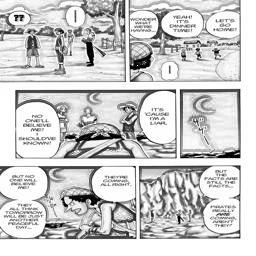 LET'S
GO
HOME!
YEAH!
IT'S
DINNER
TIME!
WONDER
WHAT
WE'RE
HAVING...
!
!
??
IT'S
'CAUSE
I'M A
LIAR.
NO
ONE'LL
BELIEVE
ME!
I
SHOULD'VE
KNOWN!
BUT
THE
FACTS ARE
STILL THE
FACTS...
PIRATES
REALLY
ARE
COMING,
AREN'T
THEY?
THEY'RE
COMING,
ALL RIGHT.
BUT NO
ONE WILL
BELIEVE
ME!
THEY
ALL THINK
TOMORROW
WILL BE JUST
ANOTHER
PEACEFUL
DAY...